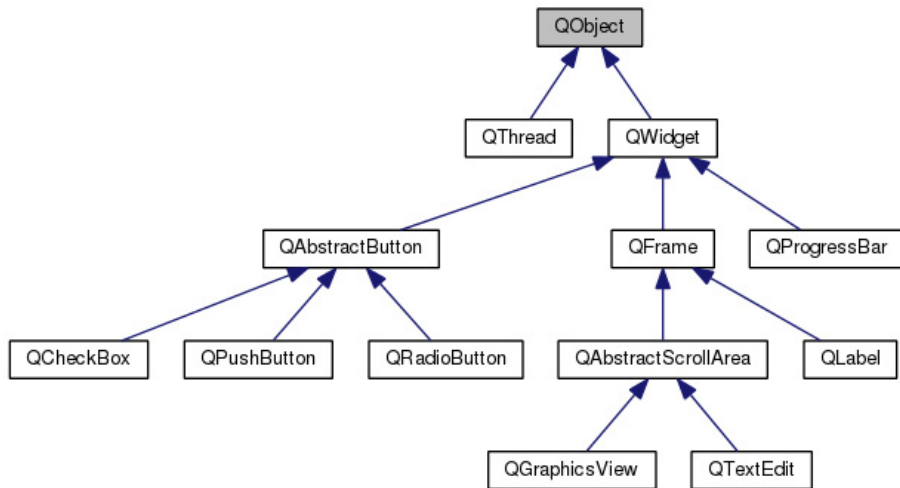 QObject
QThread
QWidget
QAbstractButton
QFrame
QProgressBar
QCheckBox
QPushButton
QRadioButton
QAbstractScrollArea
QLabel
QGraphicsView
QTextEdit